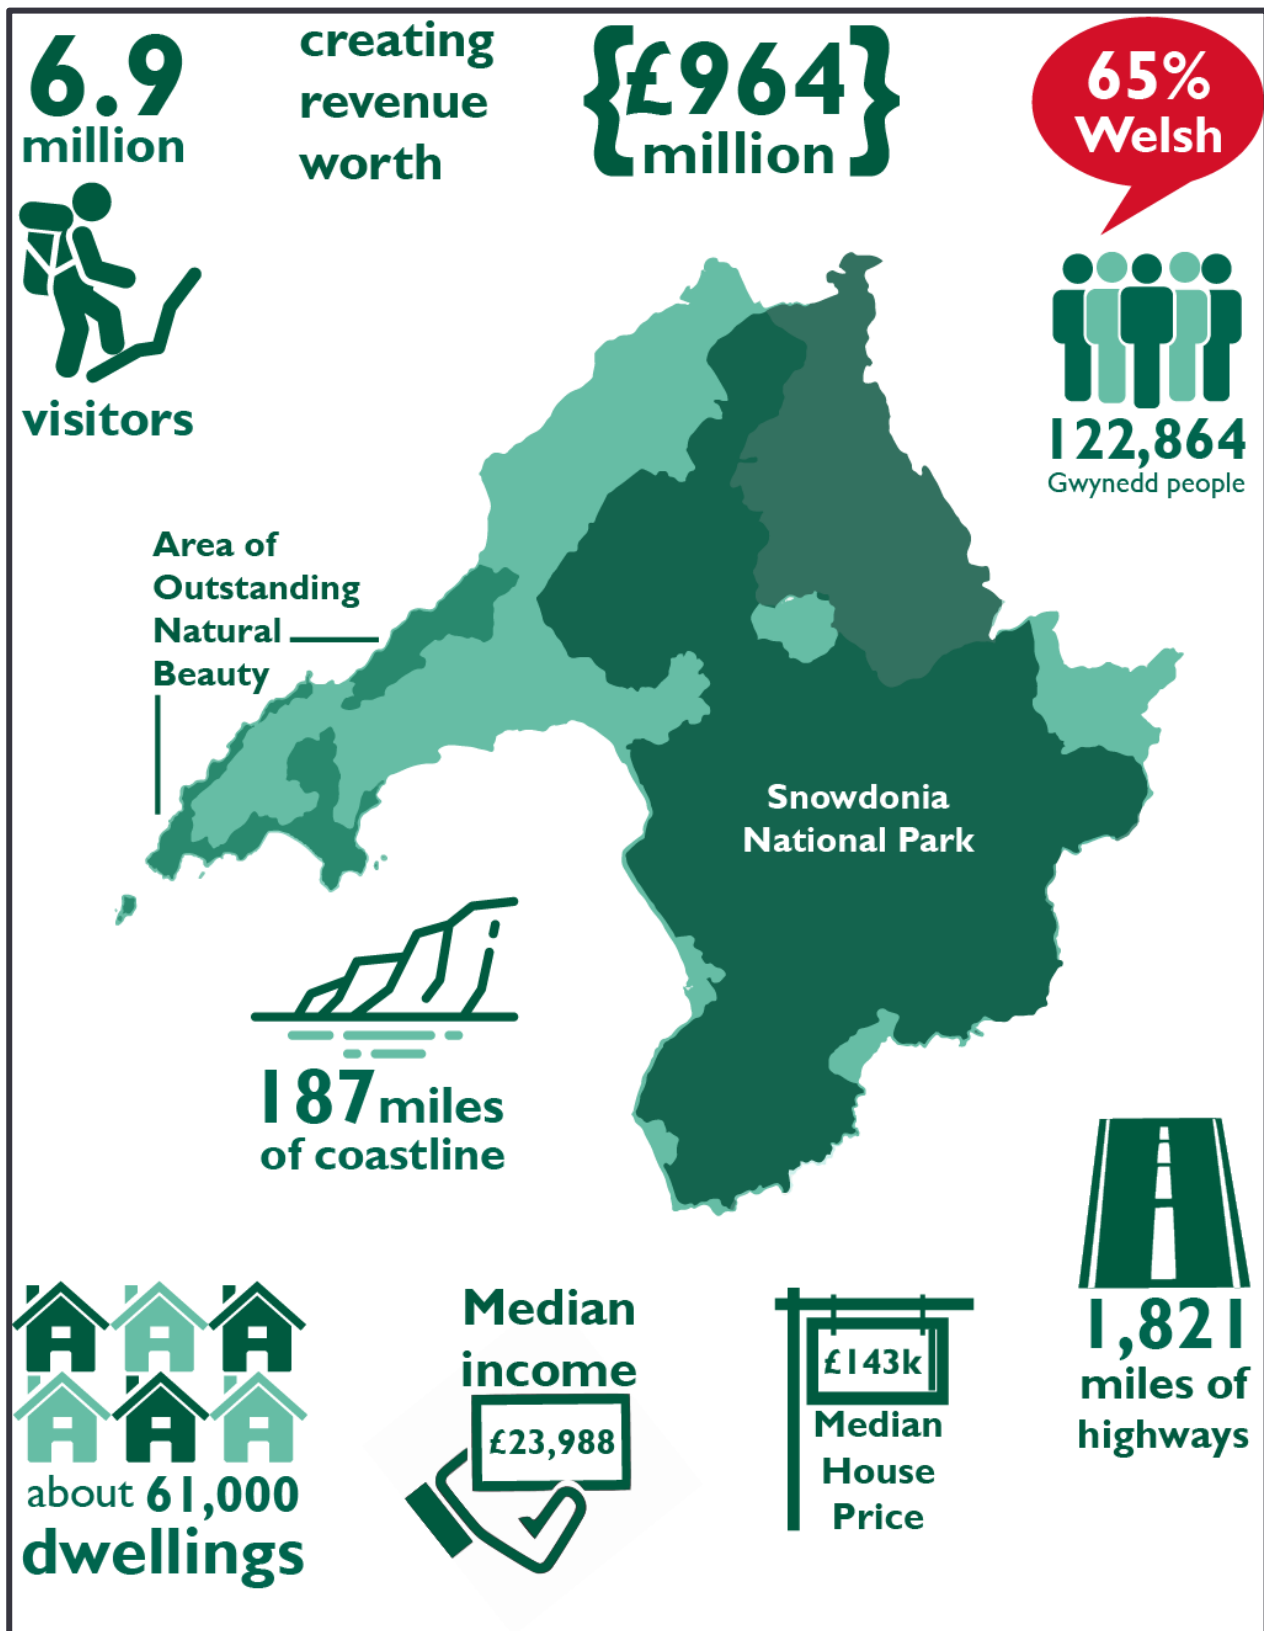 6.9
million
visitors
creating
revenue
worth
{£964
million}
65%
Welsh
122,864
Gwynedd people
Area of
Outstanding
Natural
Beauty
Snowdonia
National Park
187 miles
of coastline
1,821
miles of
highways
about 61,000
dwellings
Median
income
£23,988
£143k
Median
House
Price